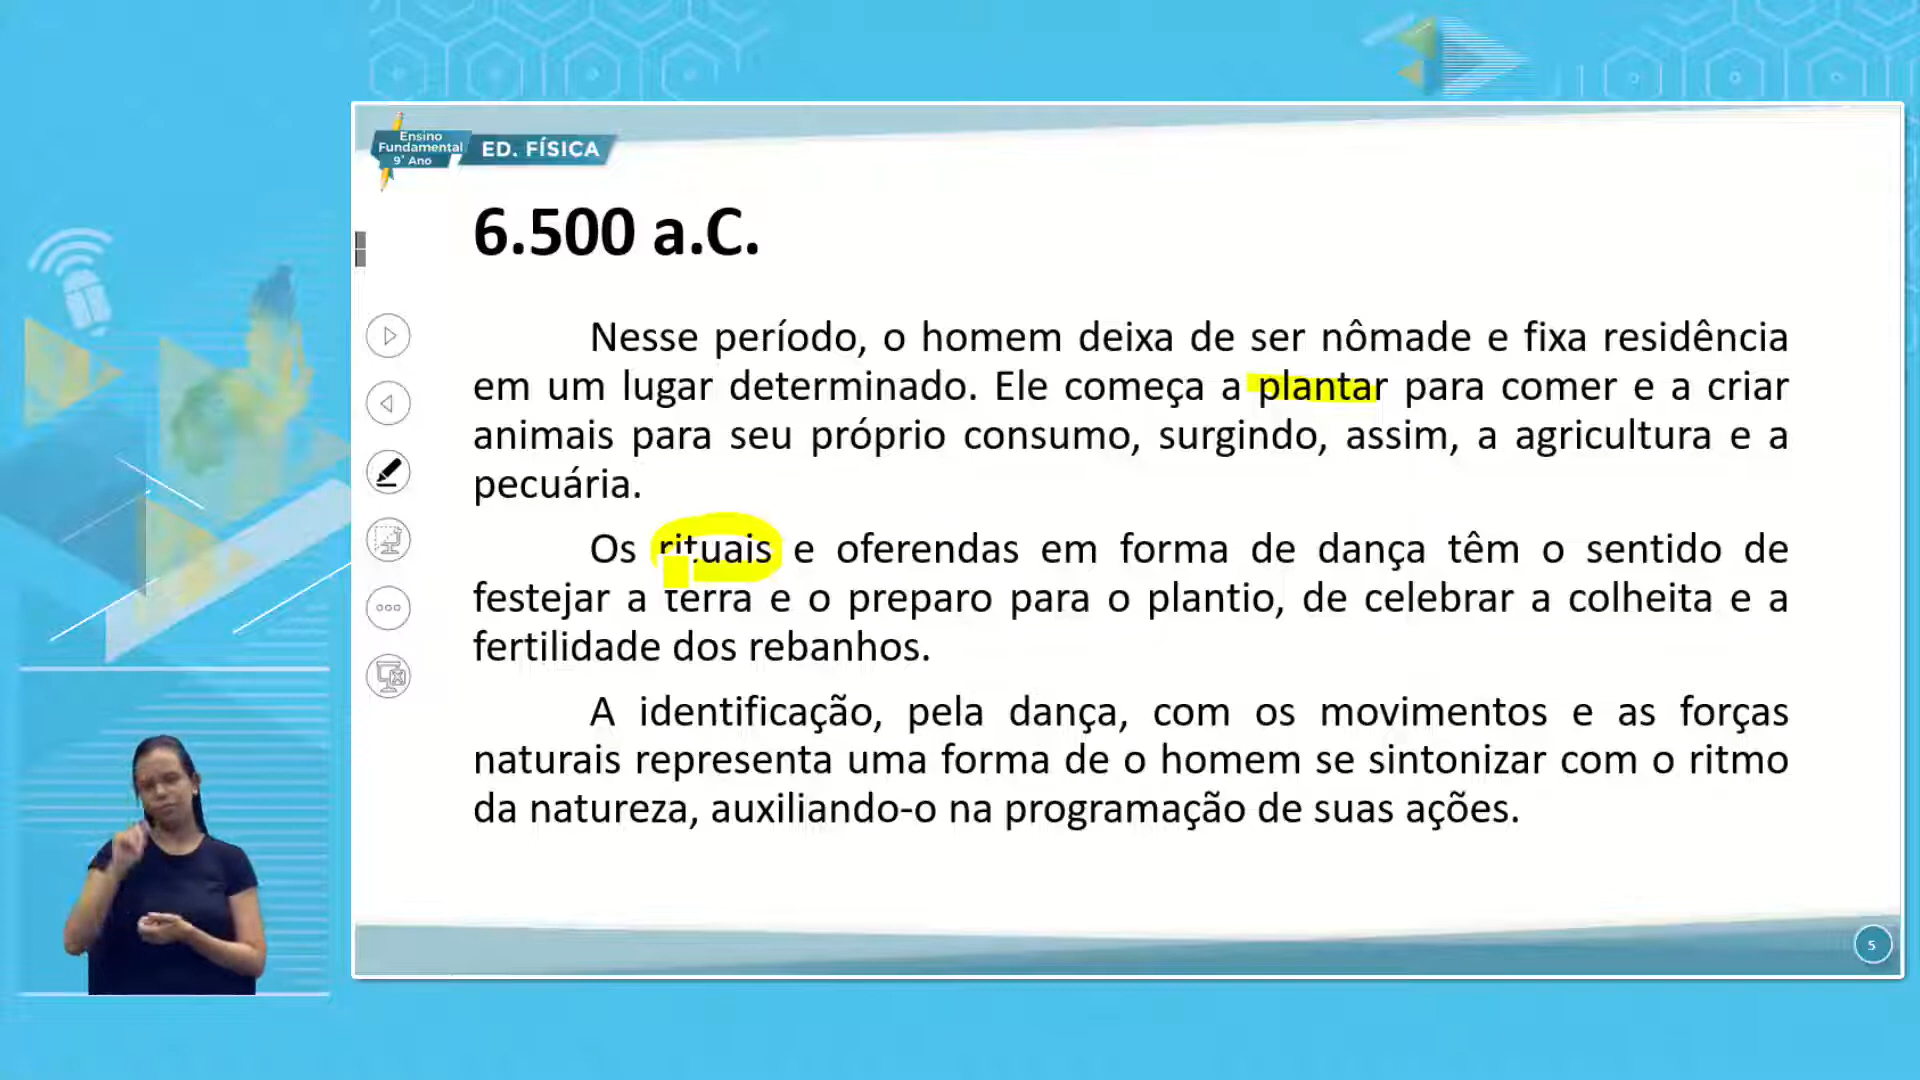 Ensino
Fundamental
9° Ano
ED. FÍSICA
6.500 a.C.
Nesse período, o homem deixa de ser nômade e fixa residência
em um lugar determinado. Ele começa a plantar para comer e a criar
animais para seu próprio consumo, surgindo, assim, a agricultura e a
pecuária.
Os rituais e oferendas em forma de dança têm o sentido de
festejar a terra e o preparo para o plantio, de celebrar a colheita e a
fertilidade dos rebanhos.
A identificação, pela dança, com os movimentos e as forças
naturais representa uma forma de o homem se sintonizar com o ritmo
da natureza, auxiliando-o na programação de suas ações.
5